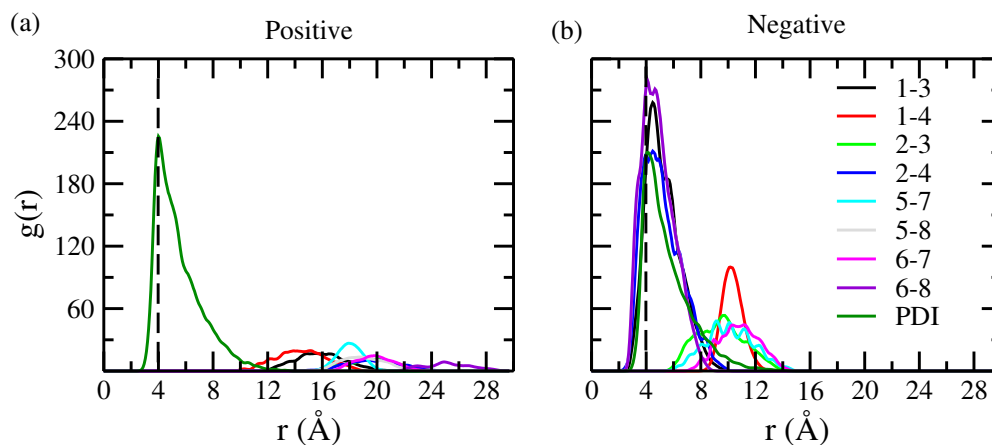 (a)
Positive
(b)
Negative
g(r)
300
240
180
120
60
0 4 8 12 16 20 24 28
r (Å)
0 4 8 12 16 20 24 28
r (Å)
1-3
1-4
2-3
2-4
5-7
5-8
6-7
6-8
PDI